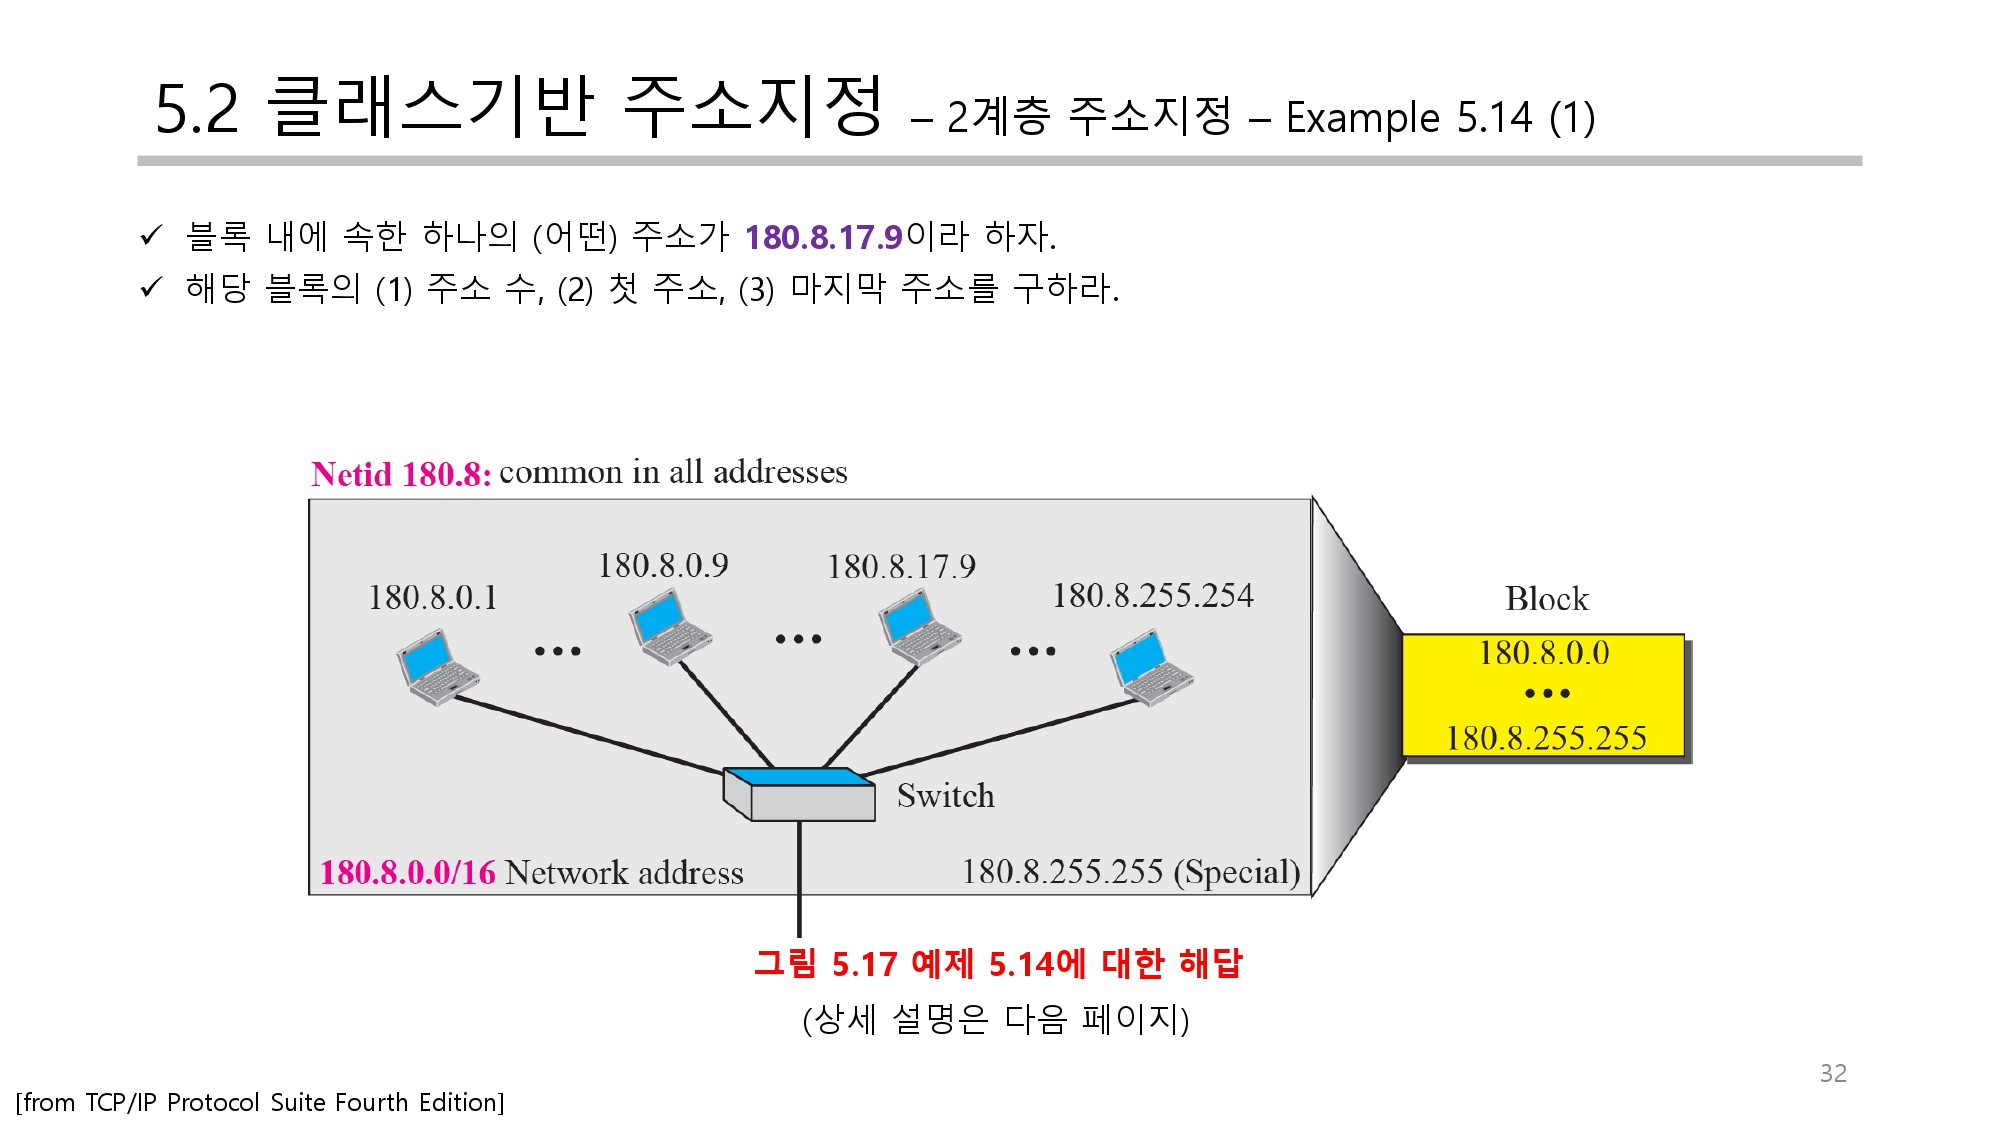 5.2 클래스기반 주소지정 – 2계층 주소지정 – Example 5.14 (1)
✓ 블록 내에 속한 하나의 (어떤) 주소가 180.8.17.9이라 하자.
✓ 해당 블록의 (1) 주소 수, (2) 첫 주소, (3) 마지막 주소를 구하라.
Netid 180.8: common in all addresses
180.8.0.1
180.8.0.9
180.8.17.9
180.8.255.254
Switch
180.8.0.0/16 Network address
180.8.255.255 (Special)
Block
180.8.0.0
180.8.255.255
그림 5.17 예제 5.14에 대한 해답
(상세 설명은 다음 페이지)
32
[from TCP/IP Protocol Suite Fourth Edition]